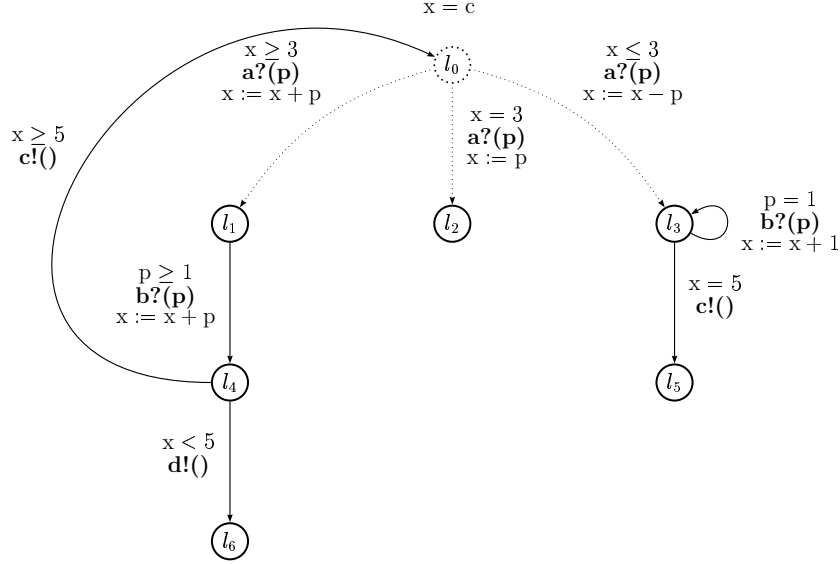 x = c
x ≥ 3
a?(p)
x := x + p
l₀
x ≤ 3
a?(p)
x := x − p
x = 3
a?(p)
x := p
x ≥ 5
c!()
l₁
l₂
l₃
p = 1
b?(p)
x := x + 1
p ≥ 1
b?(p)
x := x + p
x = 5
c!()
l₄
l₅
x < 5
d!()
l₆